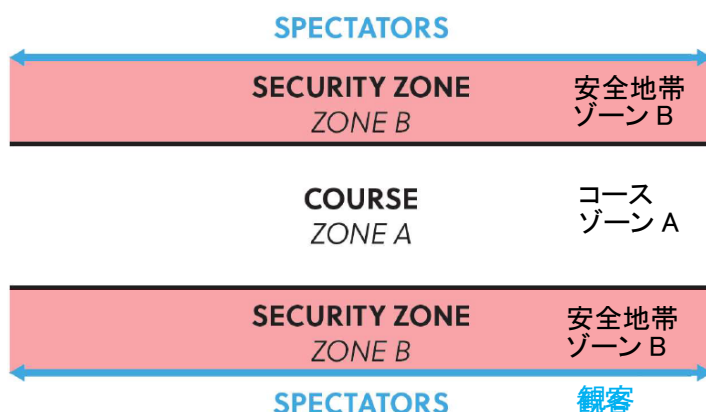 SPECTATORS
SECURITY ZONE
ZONE B
安全地帯
ゾーン B
COURSE
ZONE A
コース
ゾーン A
SECURITY ZONE
ZONE B
安全地帯
ゾーン B
SPECTATORS
観客